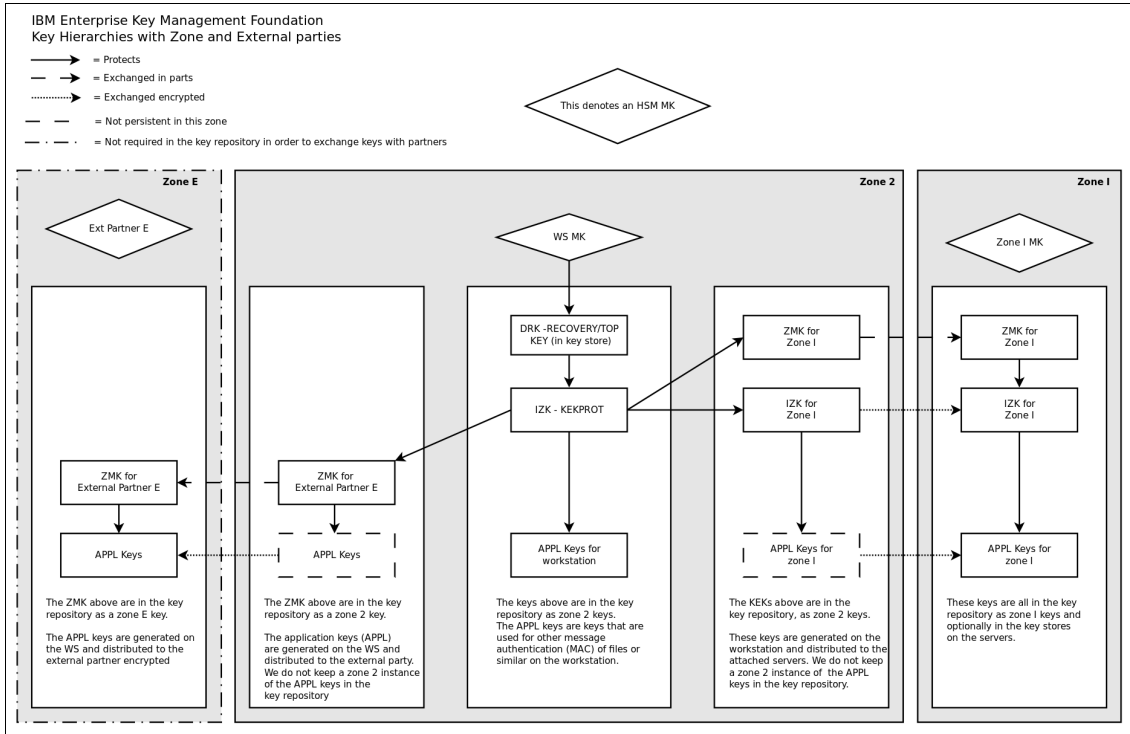 IBM Enterprise Key Management Foundation
Key Hierarchies with Zone and External parties
= Protects
= Exchanged in parts
= Exchanged encrypted
= Not persistent in this zone
= Not required in the key repository in order to exchange keys with partners
This denotes an HSM MK
Zone E
Ext Partner E
ZMK for
External Partner E
APPL Keys
The ZMK above are in the key
repository as a zone E key.
The APPL keys are generated on
the WS and distributed to the
external partner encrypted
Zone 2
WS MK
ZMK for
External Partner E
APPL Keys
The ZMK above are in the key
repository as a zone 2 key.
The application keys (APPL)
are generated on the WS and
distributed to the external party.
We do not keep a zone 2 instance
of the APPL keys in the
key repository
DRK -RECOVERY/TOP
KEY (in key store)
IZK - KEKPROT
APPL Keys for
workstation
The keys above are in the key
repository as zone 2 keys.
The APPL keys are keys that are
used for other message
authentication (MAC) of files or
similar on the workstation.
ZMK for
Zone I
IZK for
Zone I
APPL Keys for
zone I
The KEKs above are in the
key repository, as zone 2 keys.
These keys are generated on the
workstation and distributed to the
attached servers. We do not keep
a zone 2 instance of the APPL
keys in the key repository.
Zone I
Zone I MK
ZMK for
Zone I
IZK for
Zone I
APPL Keys for
zone I
These keys are all in the key
repository as zone I keys and
optionally in the key stores
on the servers.